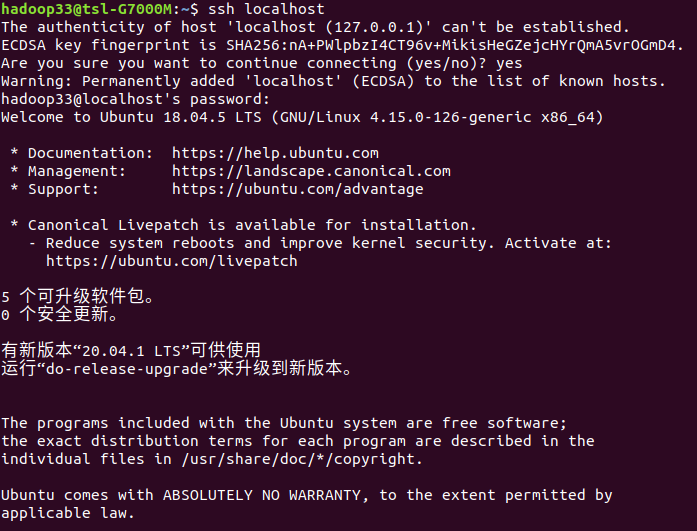 hadoop33@tsl-G7000M:~$ ssh localhost
The authenticity of host 'localhost (127.0.0.1)' can't be established.
ECDSA key fingerprint is SHA256:nA+PWlpbzI4CT96v+MikisHeGZejcHYrQmA5vrOGmD4.
Are you sure you want to continue connecting (yes/no)? yes
Warning: Permanently added 'localhost' (ECDSA) to the list of known hosts.
hadoop33@localhost's password:
Welcome to Ubuntu 18.04.5 LTS (GNU/Linux 4.15.0-126-generic x86_64)
* Documentation:  https://help.ubuntu.com
* Management:     https://landscape.canonical.com
* Support:        https://ubuntu.com/advantage
* Canonical Livepatch is available for installation.
- Reduce system reboots and improve kernel security. Activate at:
https://ubuntu.com/livepatch
5 个可升级软件包。
0 个安全更新。
有新版本“20.04.1 LTS”可供使用
运行“do-release-upgrade”来升级到新版本。
The programs included with the Ubuntu system are free software;
the exact distribution terms for each program are described in the
individual files in /usr/share/doc/*/copyright.
Ubuntu comes with ABSOLUTELY NO WARRANTY, to the extent permitted by
applicable law.